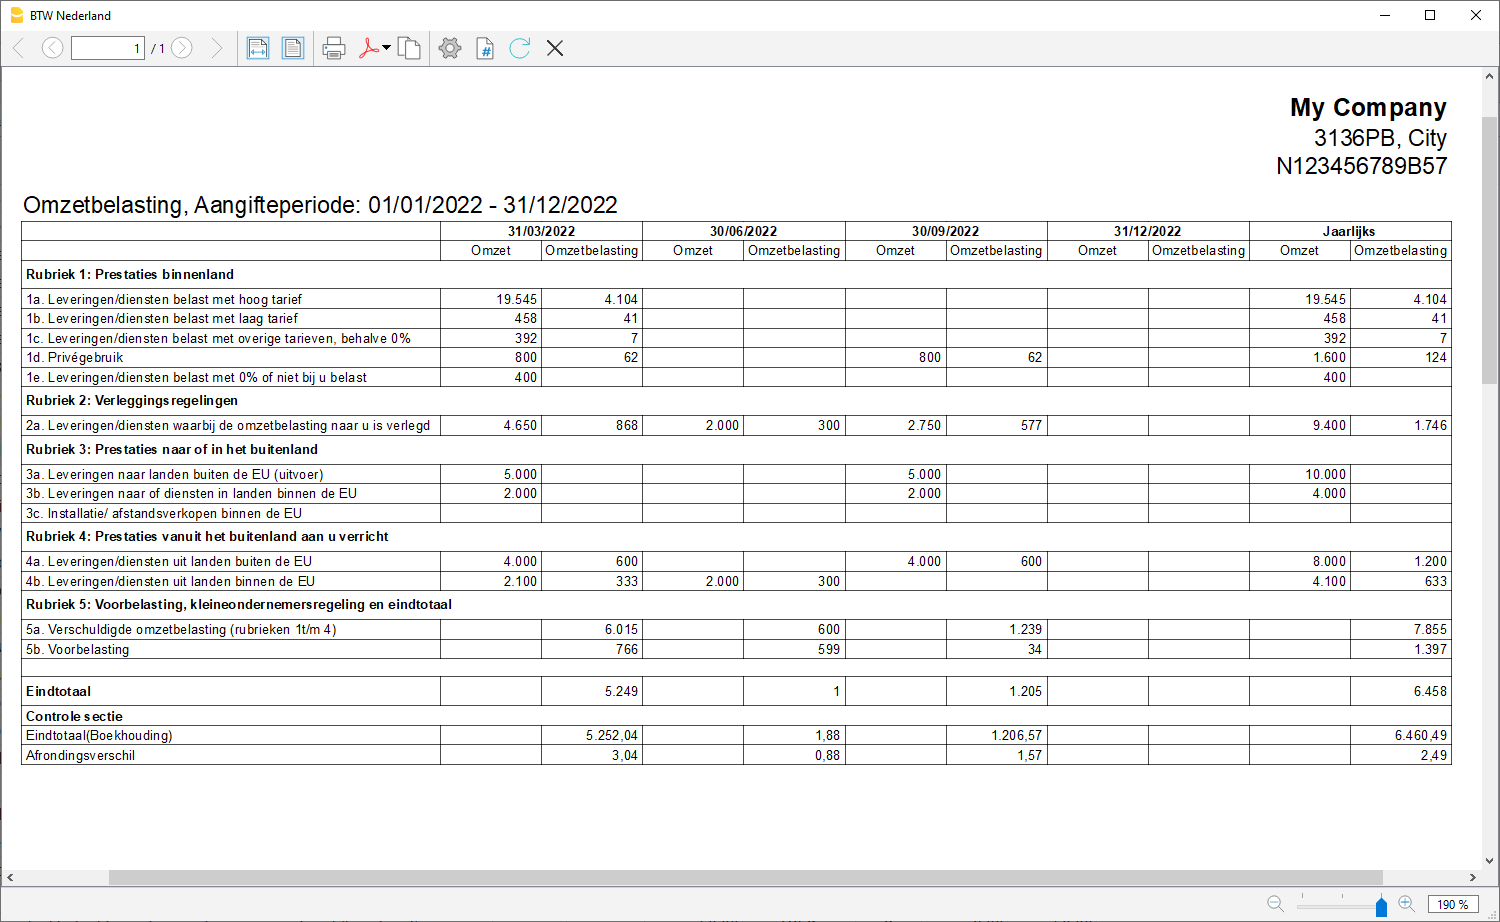 BTW Nederland
1 / 1
My Company
3136PB, City
N123456789B57
Omzetbelasting, Aangifteperiode: 01/01/2022 - 31/12/2022
31/03/2022 30/06/2022 30/09/2022 31/12/2022 Jaarlijks
Omzet Omzetbelasting Omzet Omzetbelasting Omzet Omzetbelasting Omzet Omzetbelasting Omzet Omzetbelasting
Rubriek 1: Prestaties binnenland
1a. Leveringen/diensten belast met hoog tarief 19.545 4.104 19.545 4.104
1b. Leveringen/diensten belast met laag tarief 458 41 458 41
1c. Leveringen/diensten belast met overige tarieven, behalve 0% 392 7 392 7
1d. Privégebruik 800 62 800 62 1.600 124
1e. Leveringen/diensten belast met 0% of niet bij u belast 400 400
Rubriek 2: Verleggingsregelingen
2a. Leveringen/diensten waarbij de omzetbelasting naar u is verlegd 4.650 868 2.000 300 2.750 577 9.400 1.746
Rubriek 3: Prestaties naar of in het buitenland
3a. Leveringen naar landen buiten de EU (uitvoer) 5.000 5.000 10.000
3b. Leveringen naar of diensten in landen binnen de EU 2.000 2.000 4.000
3c. Installatie/ afstandsverkopen binnen de EU
Rubriek 4: Prestaties vanuit het buitenland aan u verricht
4a. Leveringen/diensten uit landen buiten de EU 4.000 600 4.000 600 8.000 1.200
4b. Leveringen/diensten uit landen binnen de EU 2.100 333 2.000 300 4.100 633
Rubriek 5: Voorbelasting, kleineondernemersregeling en eindtotaal
5a. Verschuldigde omzetbelasting (rubrieken 1t/m 4) 6.015 600 1.239 7.855
5b. Voorbelasting 766 599 34 1.397
Eindtotaal 5.249 1 1.205 6.458
Controle sectie
Eindtotaal(Boekhouding) 5.252,04 1,88 1.206,57 6.460,49
Afrondingsverschil 3,04 0,88 1,57 2,49
190 %